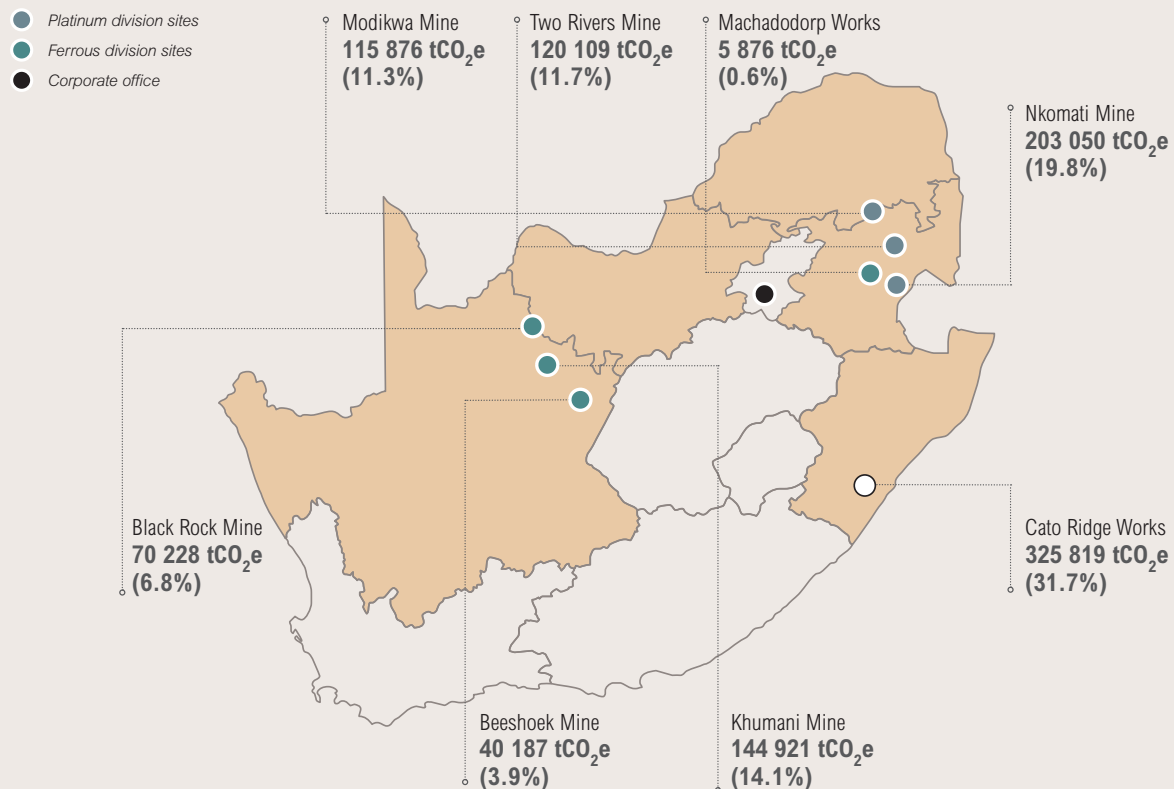 Platinum division sites
Ferrous division sites
Corporate office
Modikwa Mine
115 876 tCO₂e
(11.3%)
Two Rivers Mine
120 109 tCO₂e
(11.7%)
Machadodorp Works
5 876 tCO₂e
(0.6%)
Nkomati Mine
203 050 tCO₂e
(19.8%)
Black Rock Mine
70 228 tCO₂e
(6.8%)
Cato Ridge Works
325 819 tCO₂e
(31.7%)
Beeshoek Mine
40 187 tCO₂e
(3.9%)
Khumani Mine
144 921 tCO₂e
(14.1%)